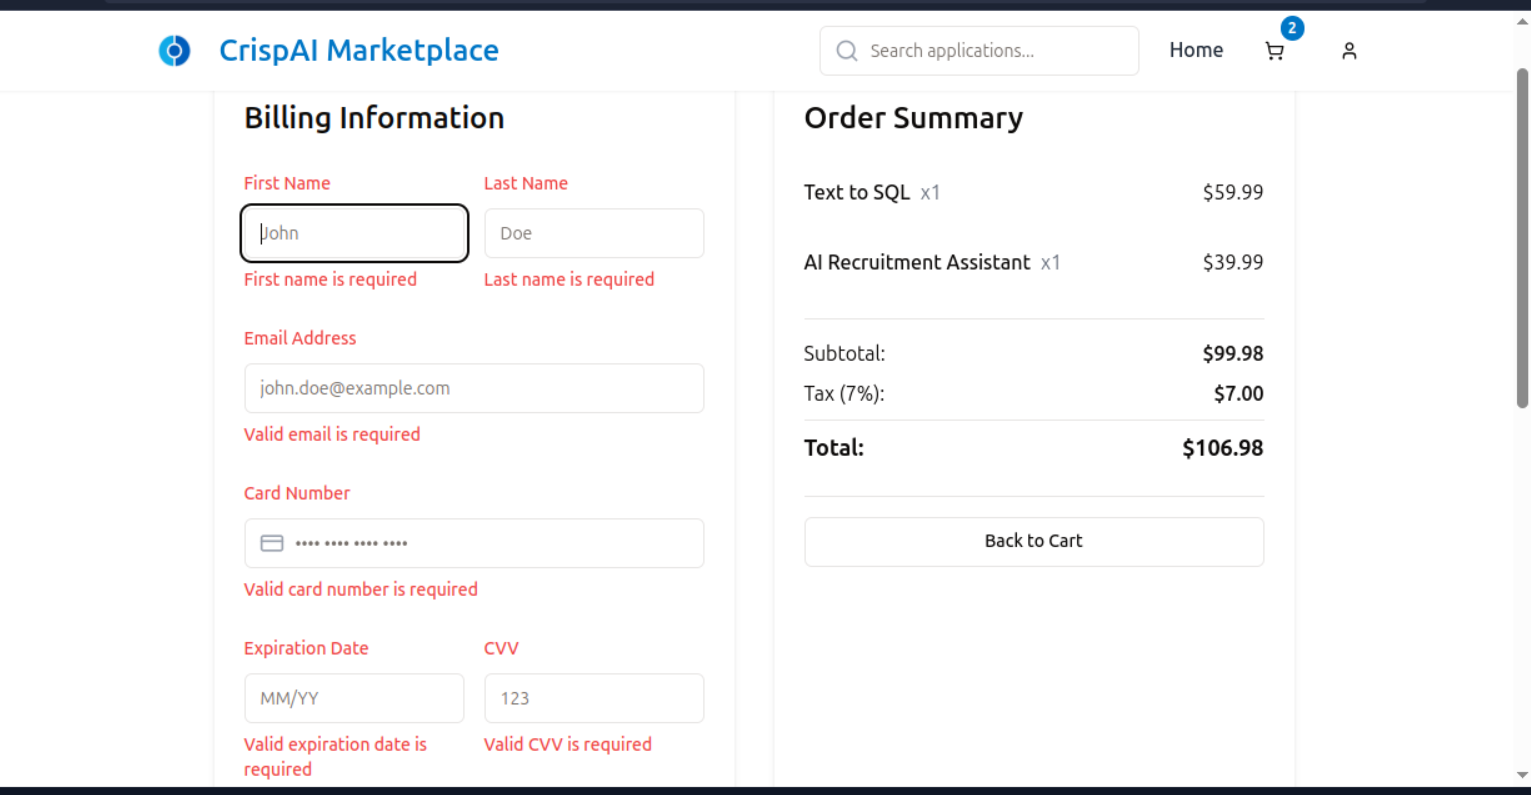 CrispAI Marketplace
Search applications...
Home
2
Billing Information
First Name
Last Name
John
Doe
First name is required
Last name is required
Email Address
john.doe@example.com
Valid email is required
Card Number
•••• •••• •••• ••••
Valid card number is required
Expiration Date
CVV
MM/YY
123
Valid expiration date is
required
Valid CVV is required
Order Summary
Text to SQL x1 $59.99
AI Recruitment Assistant x1 $39.99
Subtotal: $99.98
Tax (7%): $7.00
Total: $106.98
Back to Cart